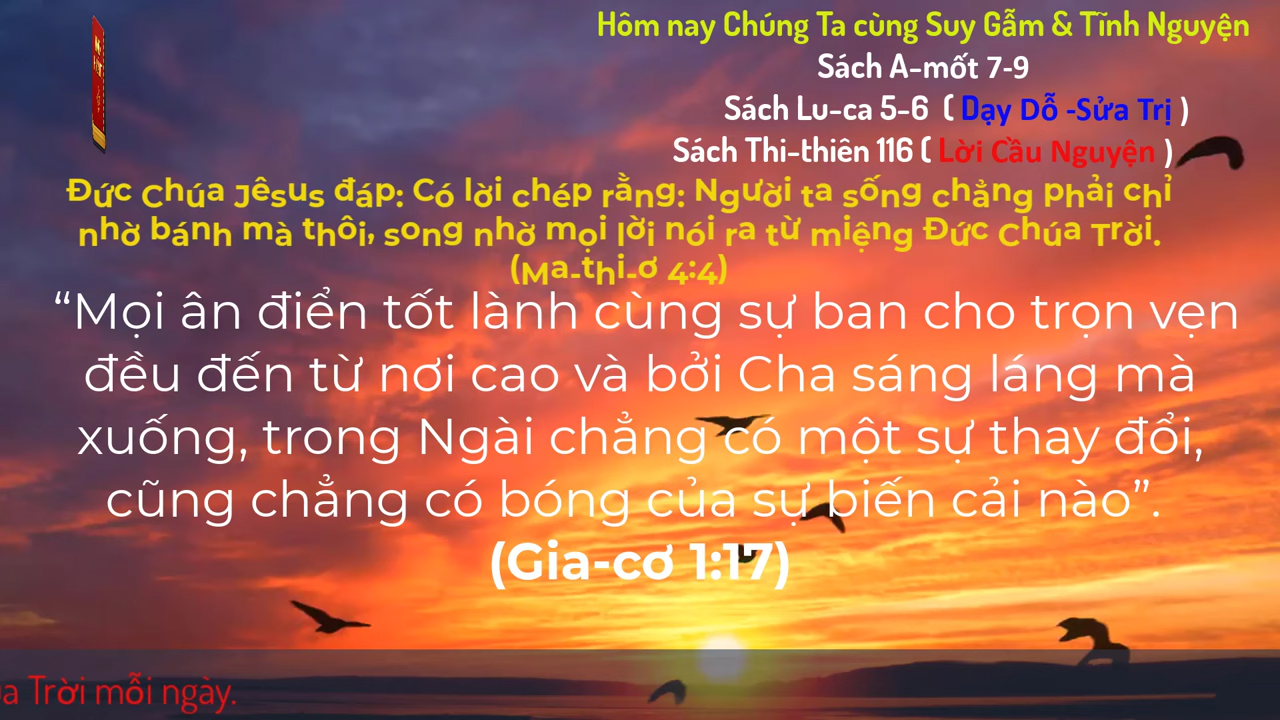 Hôm nay Chúng Ta cùng Suy Gẫm & Tĩnh Nguyện
Sách A-mốt 7-9
Sách Lu-ca 5-6 ( Dạy Dỗ -Sửa Trị )
Sách Thi-thiên 116 ( Lời Cầu Nguyện )
Đức Chúa Jêsus đáp: Có lời chép rằng: Người ta sống chẳng phải chỉ
nhờ bánh mà thôi, song nhờ mọi lời nói ra từ miệng Đức Chúa Trời.
(Ma-thi-ơ 4:4)
“Mọi ân điển tốt lành cùng sự ban cho trọn vẹn
đều đến từ nơi cao và bởi Cha sáng láng mà
xuống, trong Ngài chẳng có một sự thay đổi,
cũng chẳng có bóng của sự biến cải nào”.
(Gia-cơ 1:17)
Trời mỗi ngày.